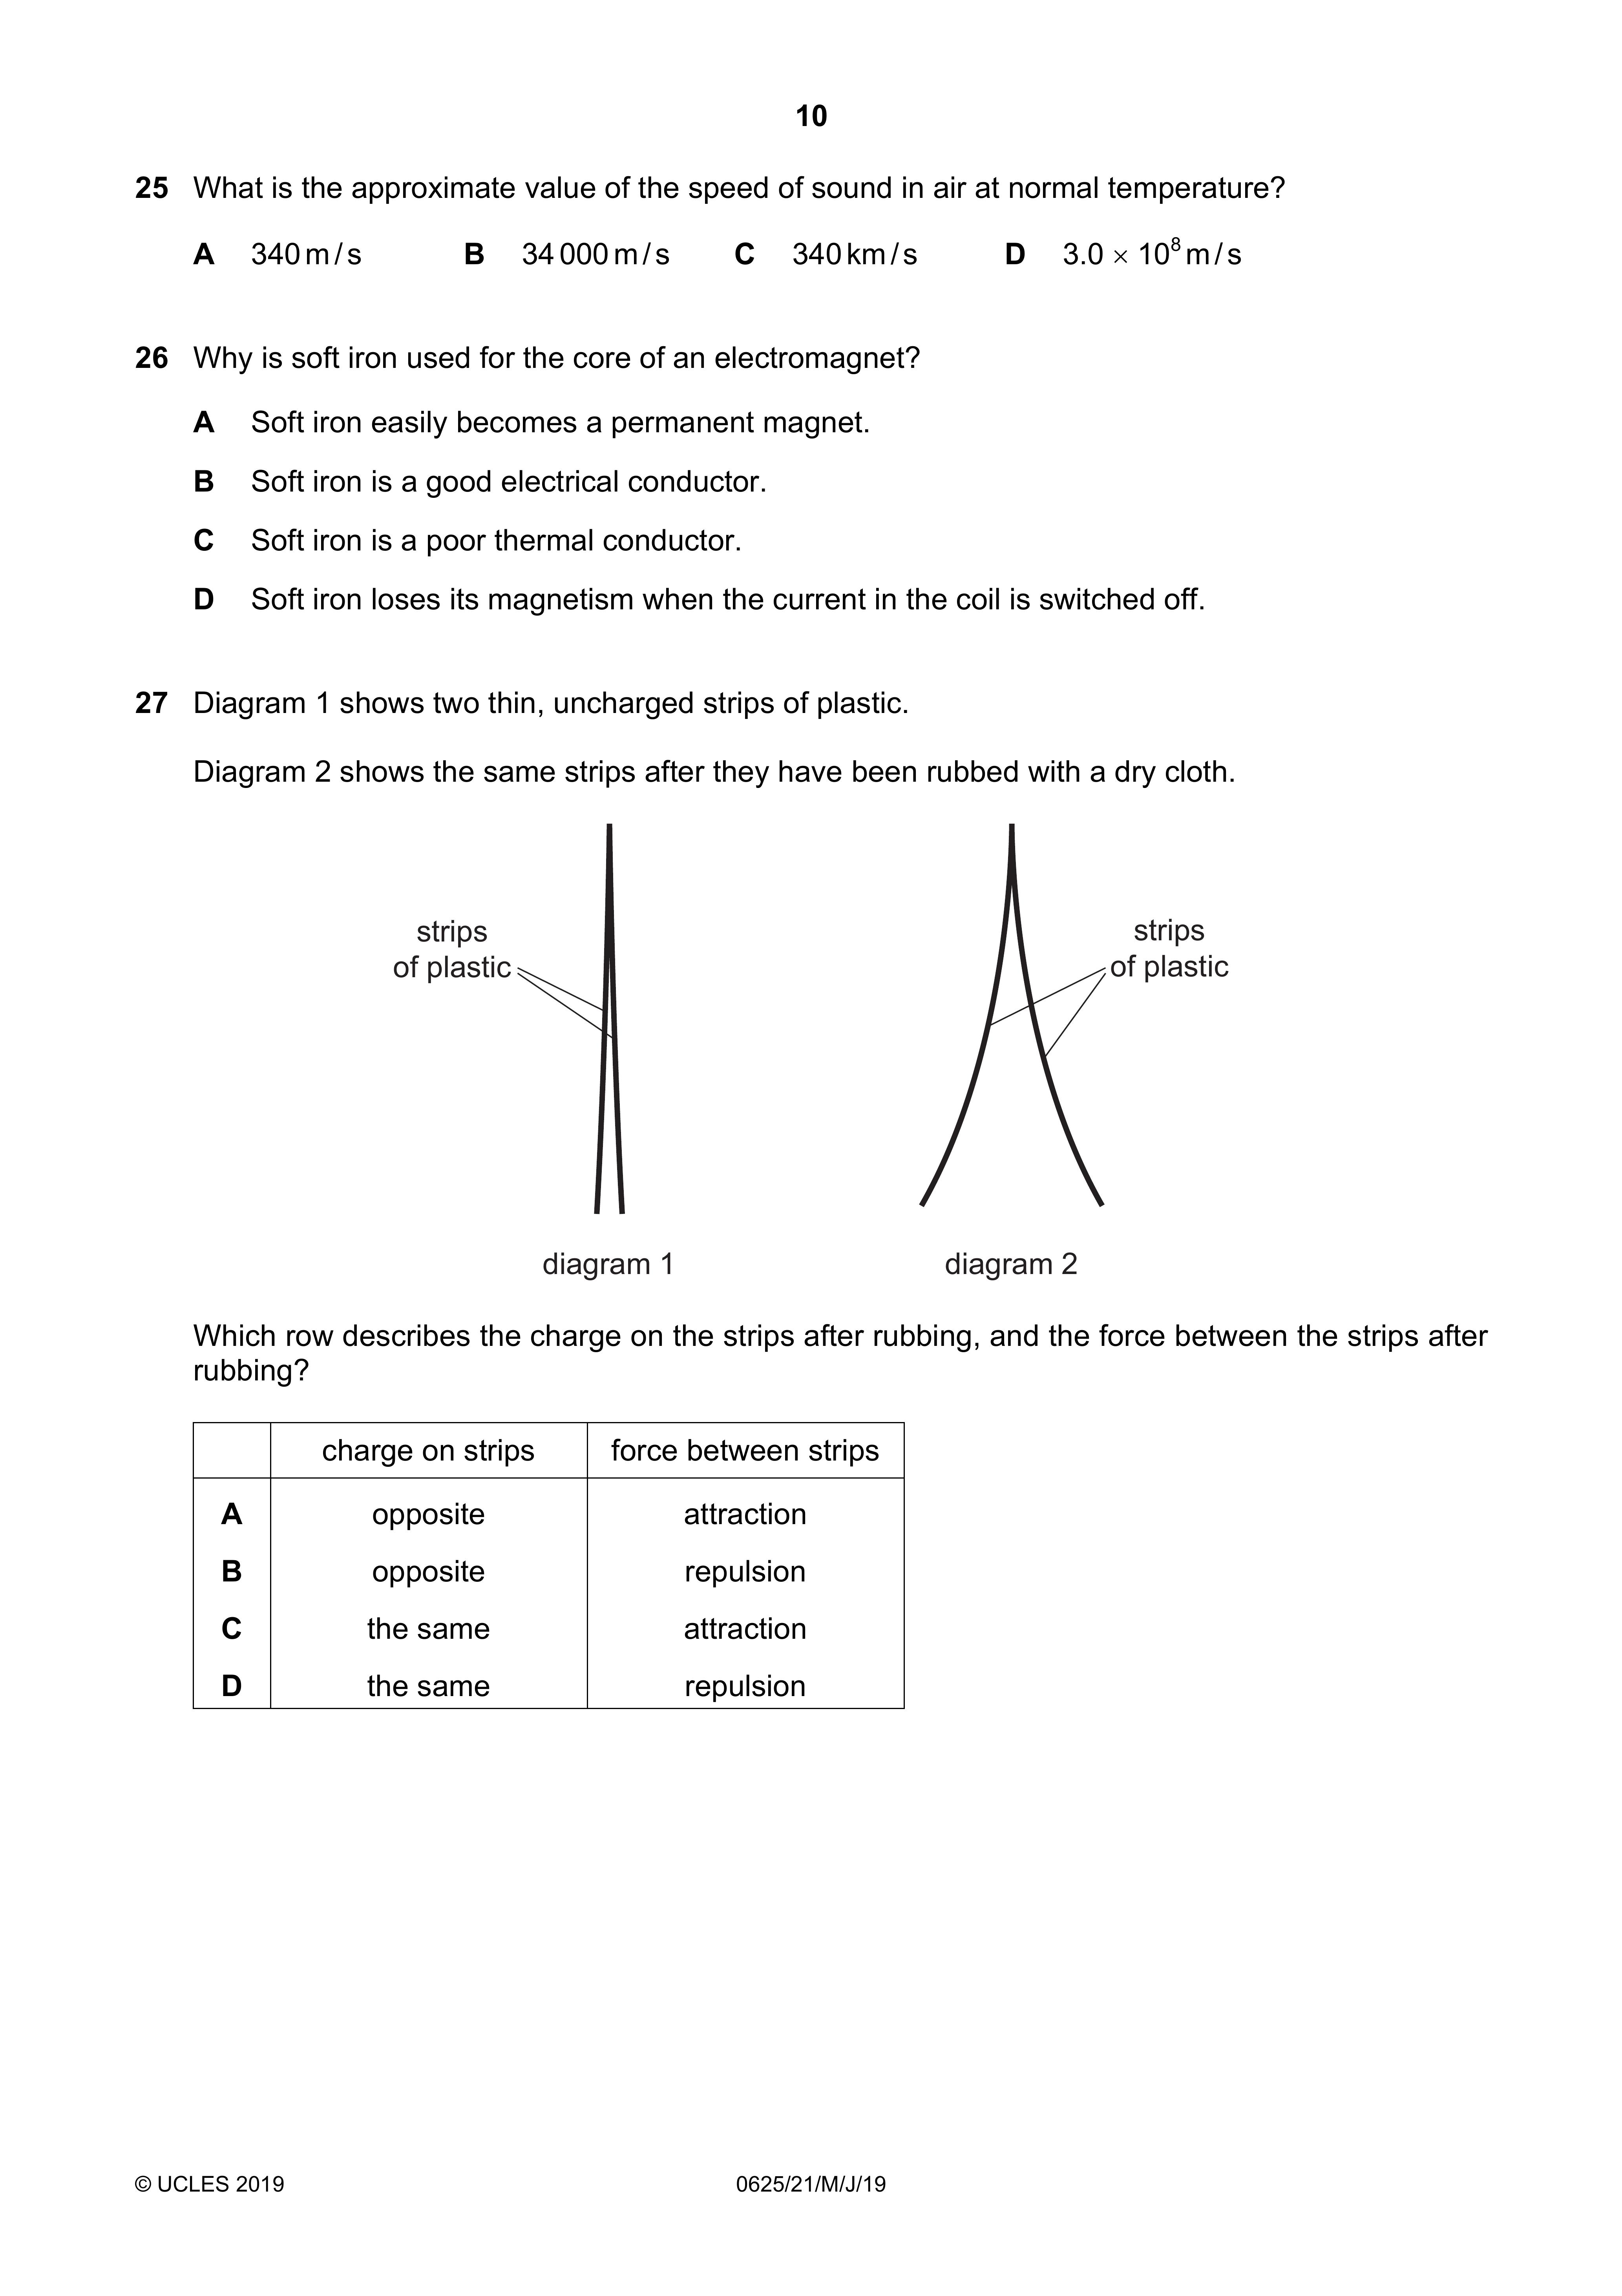 10
25 What is the approximate value of the speed of sound in air at normal temperature?
A 340 m / s B 34 000 m / s C 340 km / s D 3.0 × 10⁸ m / s
26 Why is soft iron used for the core of an electromagnet?
A Soft iron easily becomes a permanent magnet.
B Soft iron is a good electrical conductor.
C Soft iron is a poor thermal conductor.
D Soft iron loses its magnetism when the current in the coil is switched off.
27 Diagram 1 shows two thin, uncharged strips of plastic.
Diagram 2 shows the same strips after they have been rubbed with a dry cloth.
strips
of plastic
strips
of plastic
diagram 1
diagram 2
Which row describes the charge on the strips after rubbing, and the force between the strips after
rubbing?
charge on strips force between strips
A opposite attraction
B opposite repulsion
C the same attraction
D the same repulsion
© UCLES 2019 0625/21/M/J/19